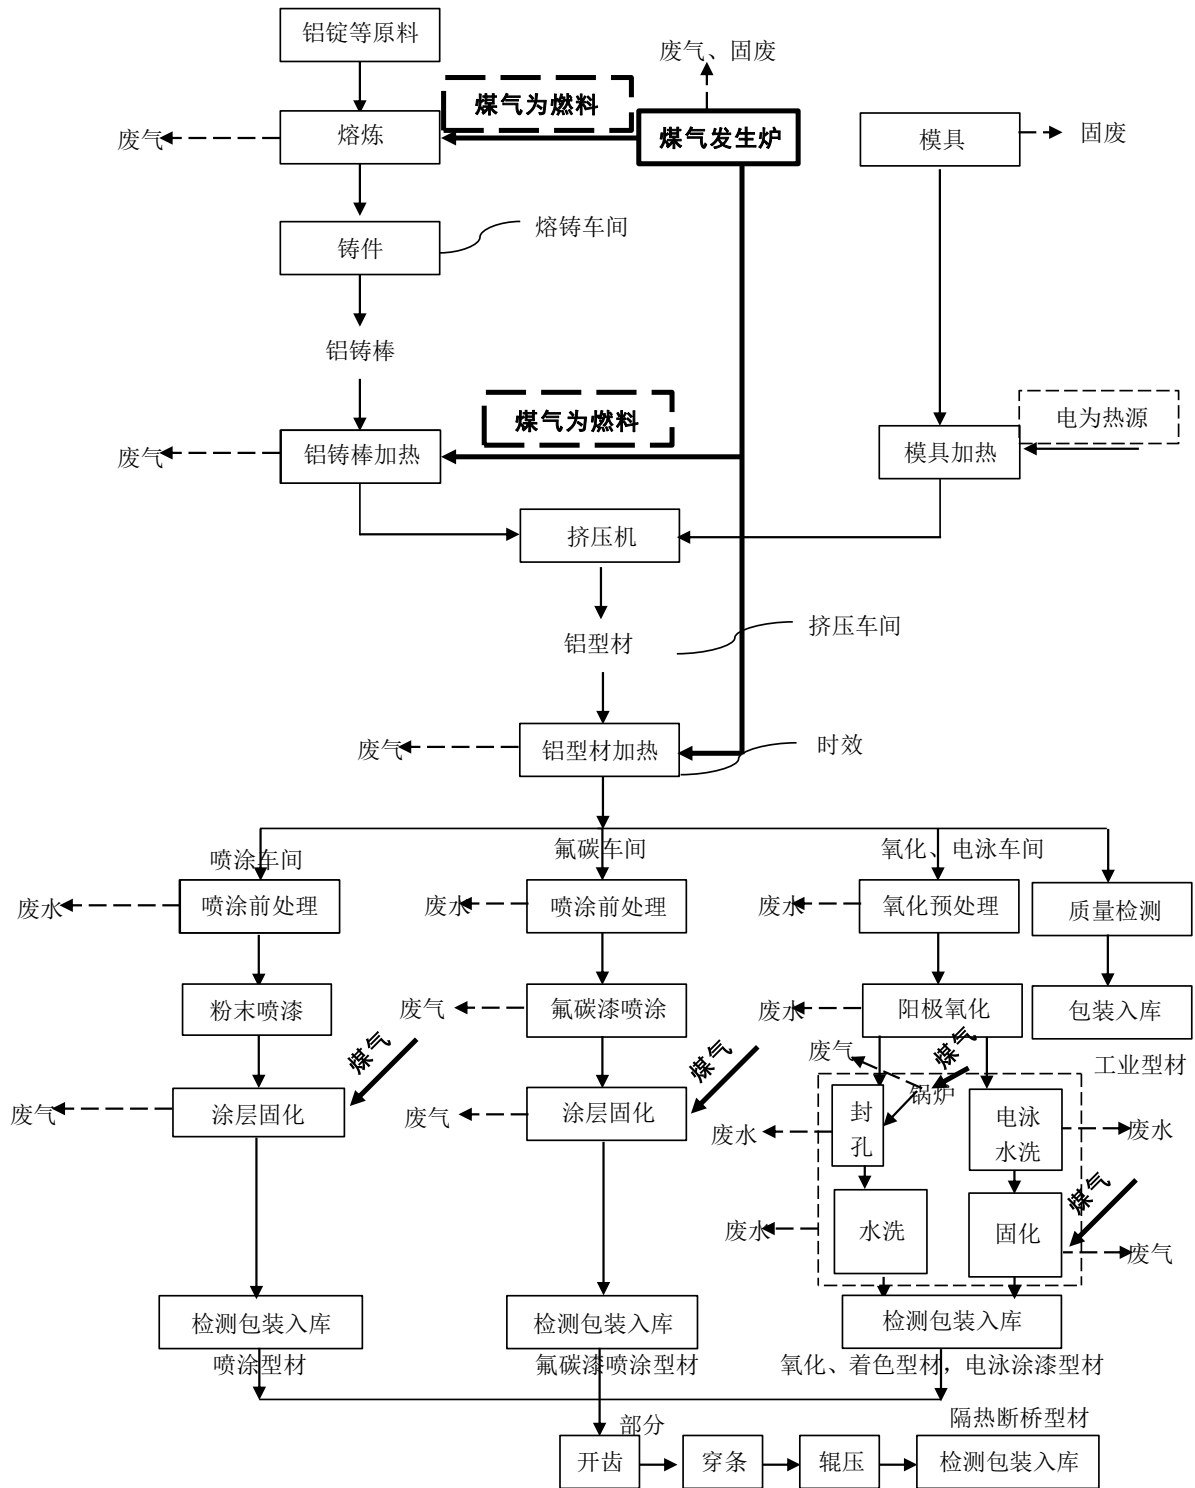 铝锭等原料
废气、固废
煤气为燃料
废气
熔炼
煤气发生炉
模具
固废
铸件
熔铸车间
铝铸棒
煤气为燃料
电为热源
废气
铝铸棒加热
模具加热
挤压机
铝型材
挤压车间
废气
铝型材加热
时效
喷涂车间
氟碳车间
氧化、电泳车间
废水
喷涂前处理
废水
喷涂前处理
废水
氧化预处理
质量检测
粉末喷漆
废气
氟碳漆喷涂
废水
阳极氧化
包装入库
煤气
煤气
废气
煤气
工业型材
废气
涂层固化
废气
涂层固化
锅炉
封
孔
电泳
水洗
废水
废水
煤气
废水
水洗
固化
废气
检测包装入库
检测包装入库
检测包装入库
喷涂型材
氟碳漆喷涂型材
氧化、着色型材，电泳涂漆型材
部分
隔热断桥型材
开齿
穿条
辊压
检测包装入库